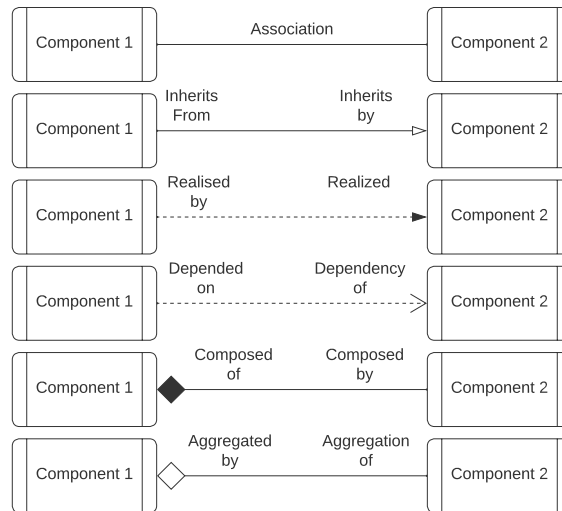 Association
Component 1
Component 2
Inherits
From
Inherits
by
Component 1
Component 2
Realised
by
Realized
Component 1
Component 2
Depended
on
Dependency
of
Component 1
Component 2
Composed
of
Composed
by
Component 1
Component 2
Aggregated
by
Aggregation
of
Component 1
Component 2